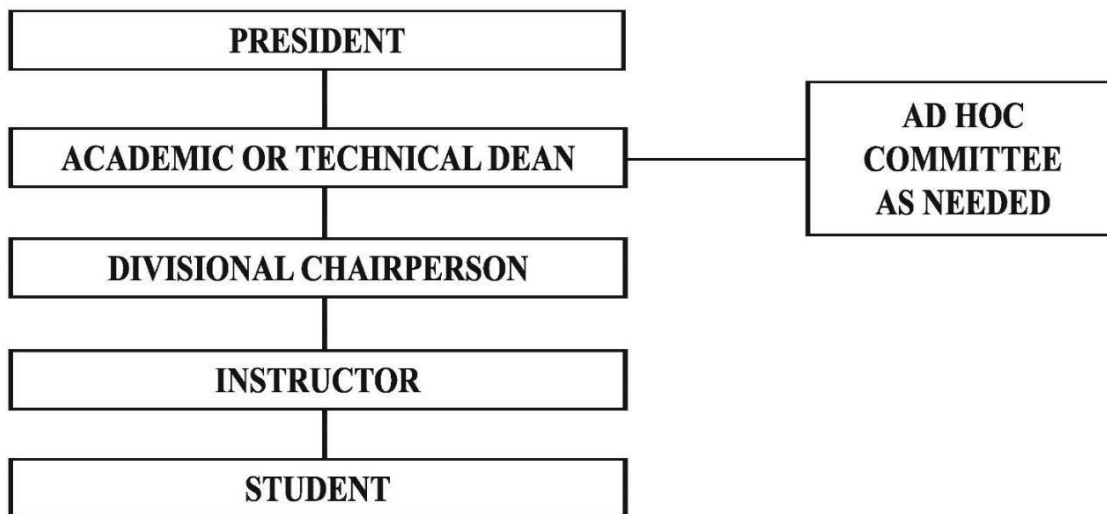 PRESIDENT
ACADEMIC OR TECHNICAL DEAN
AD HOC
COMMITTEE
AS NEEDED
DIVISIONAL CHAIRPERSON
INSTRUCTOR
STUDENT